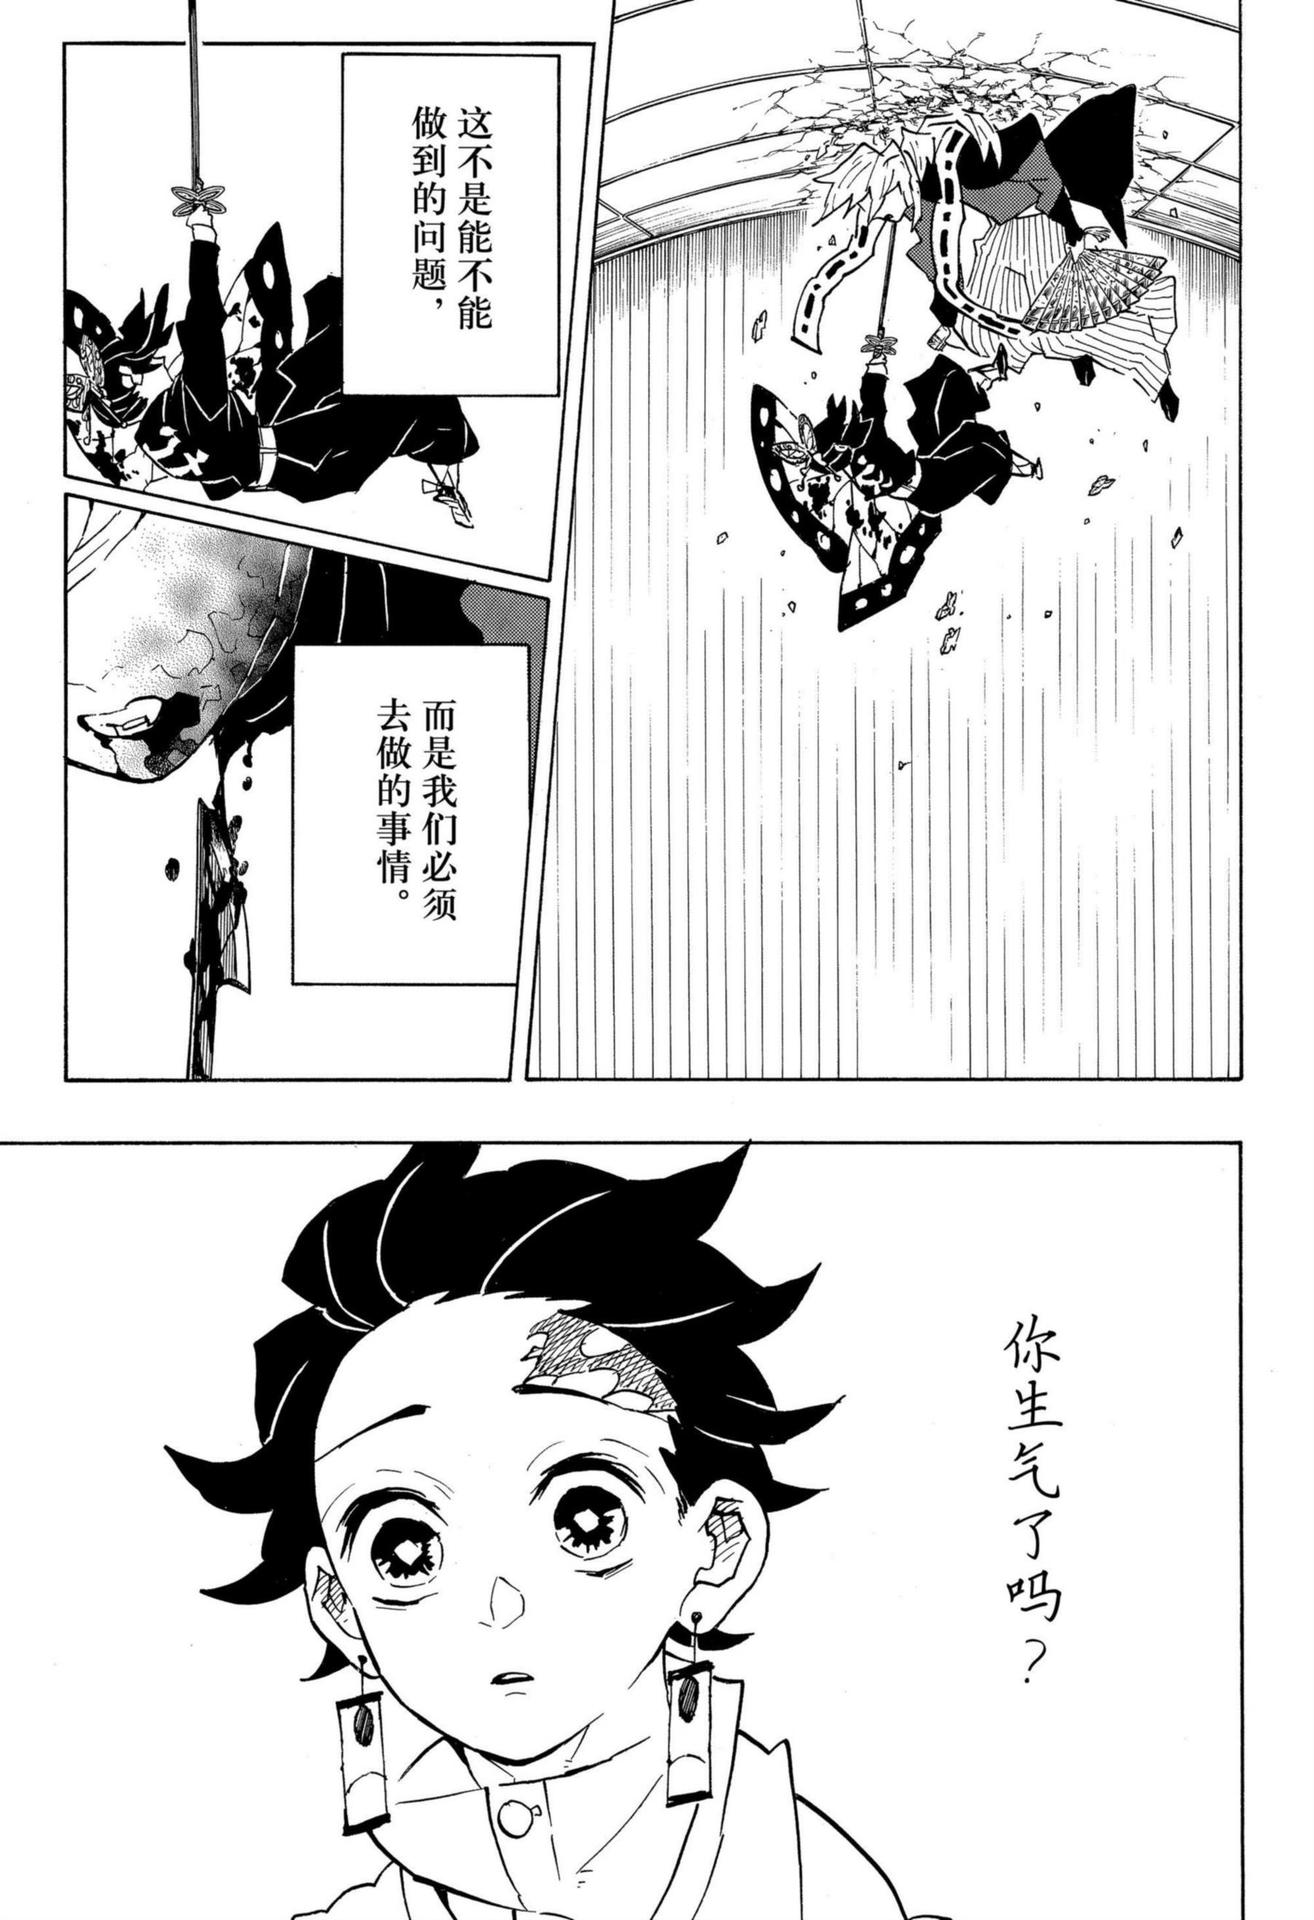 这不是能不能
做到的问题，
而是我们必须
去做的事情。
你生气了吗？